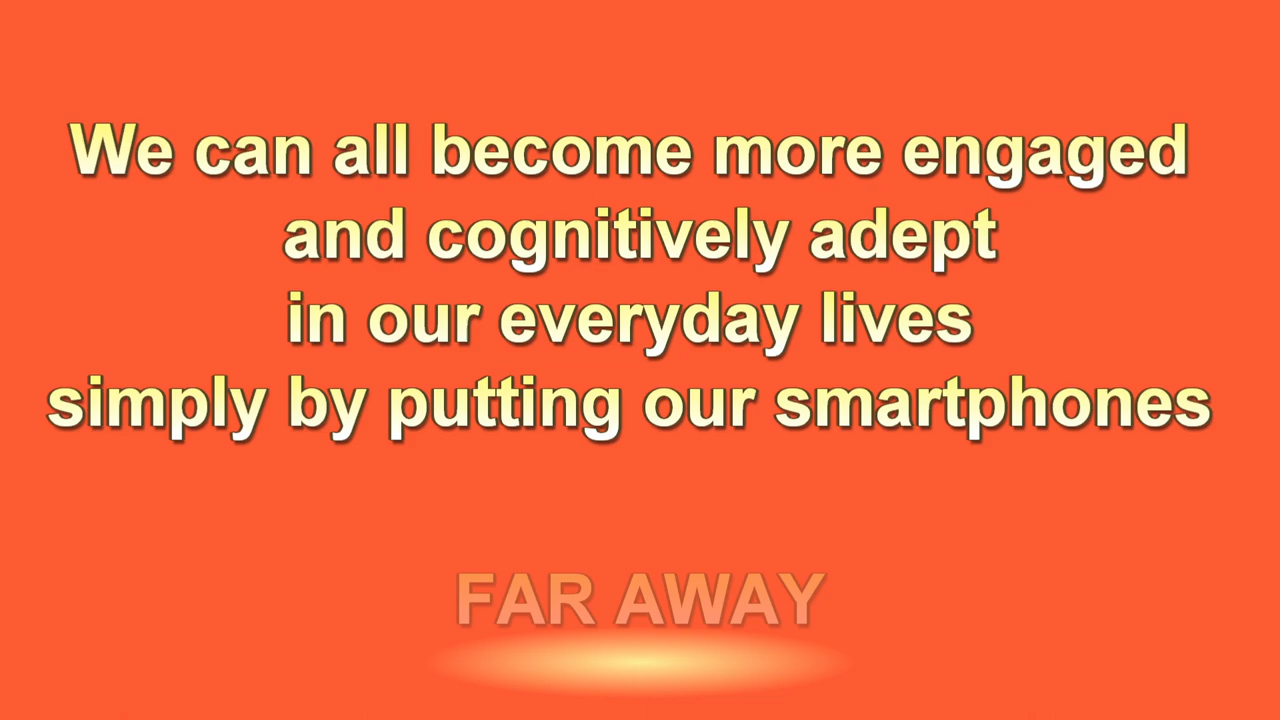 We can all become more engaged
and cognitively adept
in our everyday lives
simply by putting our smartphones
FAR AWAY